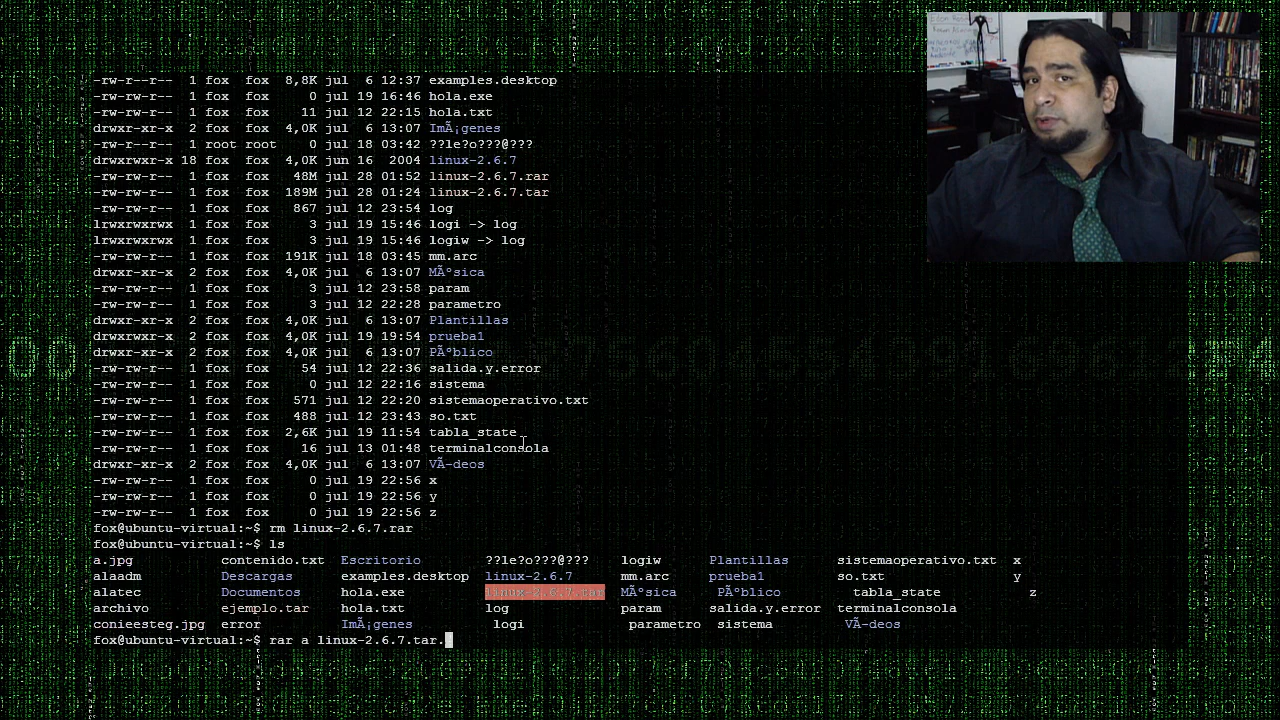 -rw-r--r--  1 fox  fox  8,8K jul  6 12:37 examples.desktop
-rw-rw-r--  1 fox  fox     0 jul 13 16:14 hola.exe
-rw-rw-r--  1 fox  fox    11 jul 12 22:15 hola.txt
drwxr-xr-x  2 fox  fox  4,0K jul  6 13:07 ImÃ¡genes
-rw-r--r--  1 root root    0 jul 18 03:42 ??le?o???@???
drwxrwxr-x 18 fox  fox  4,0K jun 16  2004 linux-2.6.7
-rw-rw-r--  1 fox  fox   48M jul 28 01:52 linux-2.6.7.rar
-rw-rw-r--  1 fox  fox  189M jul 28 01:24 linux-2.6.7.tar
-rw-rw-r--  1 fox  fox   867 jul 12 23:54 log
lrwxrwxrwx  1 fox  fox     3 jul 19 15:46 logi -> log
lrwxrwxrwx  1 fox  fox     3 jul 19 15:46 logiw -> log
-rw-rw-r--  1 fox  fox  191K jul 18 03:45 mm.arc
drwxr-xr-x  2 fox  fox  4,0K jul  6 13:07 MÃºsica
-rw-rw-r--  1 fox  fox     3 jul 12 23:58 param
-rw-rw-r--  1 fox  fox     3 jul 12 22:28 parametro
drwxr-xr-x  2 fox  fox  4,0K jul  6 13:07 Plantillas
drwxr-xr-x  2 fox  fox  4,0K jul 19 19:54 prueba1
drwxr-xr-x  2 fox  fox  4,0K jul  6 13:07 PÃºblico
-rw-rw-r--  1 fox  fox    54 jul 12 22:36 salida.y.error
-rw-rw-r--  1 fox  fox     0 jul 12 22:16 sistema
-rw-rw-r--  1 fox  fox   571 jul 12 22:20 sistemaoperativo.txt
-rw-rw-r--  1 fox  fox   488 jul 12 23:43 so.txt
-rw-rw-r--  1 fox  fox  2,6K jul 19 11:54 tabla_state
-rw-rw-r--  1 fox  fox    16 jul 13 01:48 terminalconsola
drwxr-xr-x  2 fox  fox  4,0K jul  6 13:07 VÃ-deos
-rw-rw-r--  1 fox  fox     0 jul 19 22:56 x
-rw-rw-r--  1 fox  fox     0 jul 19 22:56 y
-rw-rw-r--  1 fox  fox     0 jul 19 22:56 z
fox@ubuntu-virtual:~$ rm linux-2.6.7.rar
fox@ubuntu-virtual:~$ ls
a.jpg contenido.txt Escritorio ??le?o???@??? logiw Plantillas sistemaoperativo.txt x
alaadm Descargas examples.desktop linux-2.6.7 mm.arc prueba1 so.txt y
alaals Documentos hola.exe linux-2.6.7.tar MÃºsica PÃºblico tabla_state z
archivo ejemplo.rar hola.txt log param salida.y.error terminalconsola
conieesteg.jpg error ImÃ¡genes logi parametro sistema VÃ-deos
fox@ubuntu-virtual:~$ rar a linux-2.6.7.tar.